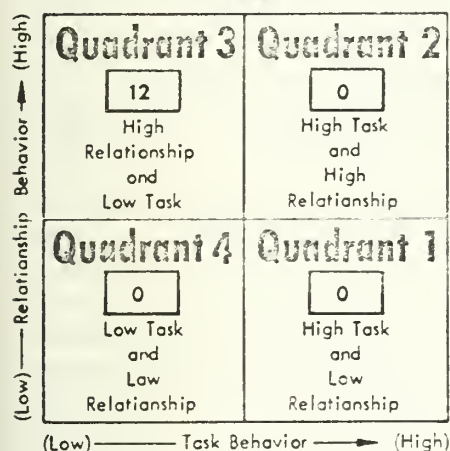 (Low) Relationship Behavior (High)
Quadrant 3
12
High
Relationship
ond
Low Task
Quadrant 2
0
High Task
and
High
Relationship
Quadrant 4
0
Low Task
and
Law
Relationship
Quadrant 1
0
High Task
and
Low
Relationship
(Low) Task Behavior (High)